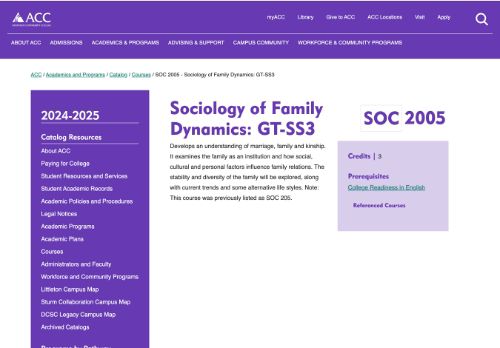 ACC
myACC Library Give to ACC ACC Locations Visit Apply
ABOUT ACC ADMISSIONS ACADEMICS & PROGRAMS ADVISING & SUPPORT CAMPUS COMMUNITY WORKFORCE & COMMUNITY PROGRAMS
ACC / Academics and Programs / Catalog / Courses / SOC 2005 - Sociology of Family Dynamics: GT-SS3
2024-2025
Catalog Resources
About ACC
Paying for College
Student Resources and Services
Student Academic Records
Academic Policies and Procedures
Legal Notices
Academic Programs
Academic Plans
Courses
Administrators and Faculty
Workforce and Community Programs
Littleton Campus Map
Sturm Collaboration Campus Map
DCSC Legacy Campus Map
Archived Catalogs
Programs by Pathway
Sociology of Family
Dynamics: GT-SS3
Develops an understanding of marriage, family and kinship.
It examines the family as an institution and how social,
cultural and personal factors influence family relations. The
stability and diversity of the family will be explored, along
with current trends and some alternative life styles. Note:
This course was previously listed as SOC 205.
SOC 2005
Credits | 3
Prerequisites
College Readiness in English
Referenced Courses